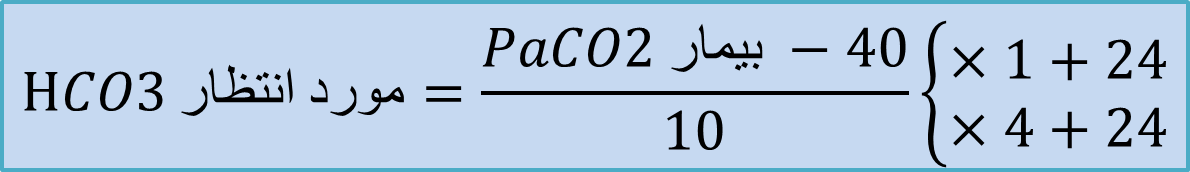 HCO3 مورد انتظار = (PaCO2 بیمار − 40) / 10 {
× 1 + 24
× 4 + 24